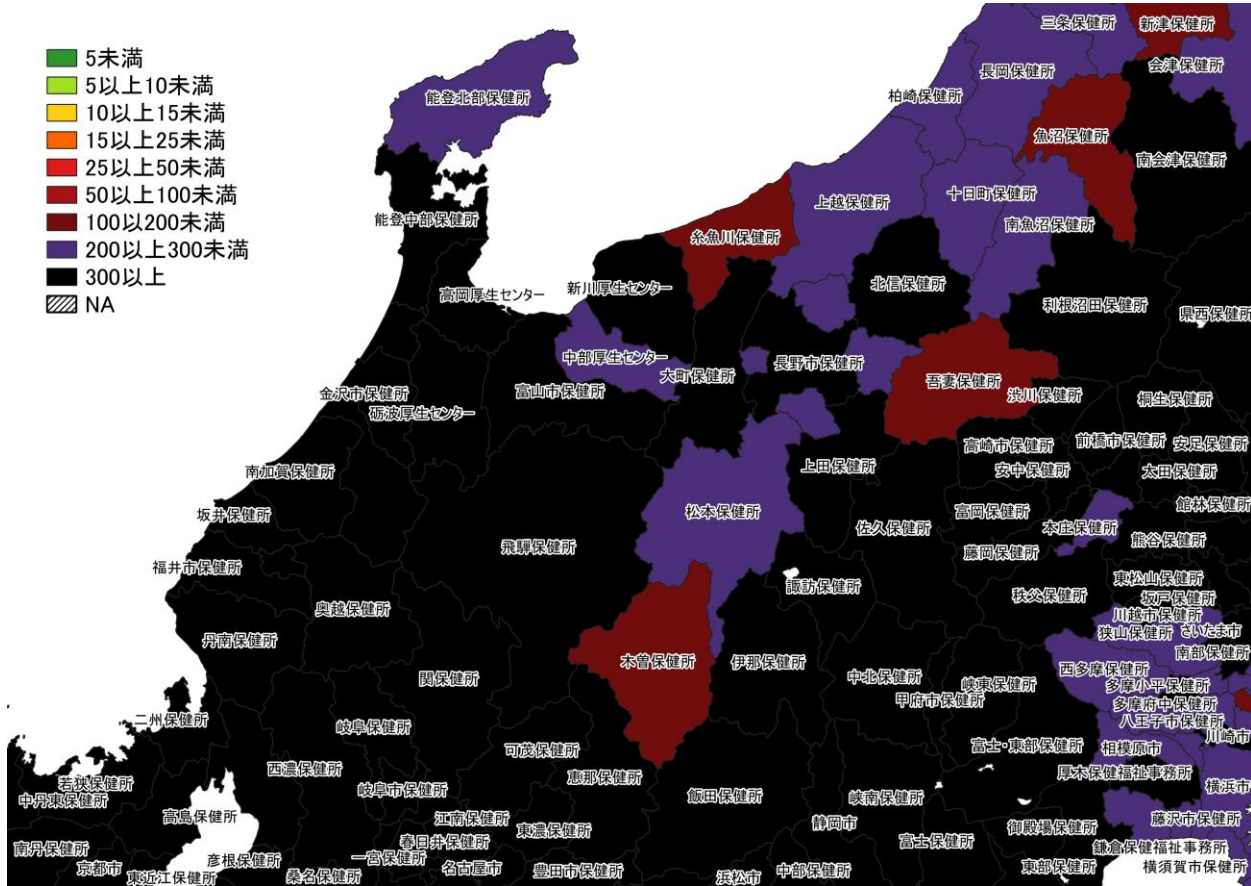 5未満
5以上10未満
10以上15未満
15以上25未満
25以上50未満
50以上100未満
100以200未満
200以上300未満
300以上
NA
三条保健所
新津保健所
長岡保健所
会津保健所
能登北部保健所
柏崎保健所
魚沼保健所
南会津保健所
十日町保健所
上越保健所
能登中部保健所
南魚沼保健所
糸魚川保健所
北信保健所
新川厚生センター
高岡厚生センター
利根沼田保健所
県西保健所
中部厚生センター
長野市保健所
大町保健所
吾妻保健所
富山市保健所
金沢市保健所
渋川保健所
桐生保健所
砺波厚生センター
高崎市保健所
前橋市保健所
安足保健所
南加賀保健所
上田保健所
安中保健所
太田保健所
館林保健所
坂井保健所
松本保健所
富岡保健所
佐久保健所
本庄保健所
熊谷保健所
飛騨保健所
藤岡保健所
福井市保健所
東松山保健所
諏訪保健所
秩父保健所
坂戸保健所
奥越保健所
川越市保健所
狭山保健所
さいたま市
丹南保健所
南部保健所
木曽保健所
伊那保健所
西多摩保健所
関保健所
中北保健所
峡東保健所
多摩小平保健所
甲府市保健所
多摩府中保健所
二州保健所
八王子市保健所
岐阜保健所
川崎市
可茂保健所
富士・東部保健所
相模原市
西濃保健所
恵那保健所
厚木保健福祉事務所
若狭保健所
横浜市
岐阜市保健所
飯田保健所
峡南保健所
中丹東保健所
高島保健所
江南保健所
藤沢市保健所
東濃保健所
静岡市
御殿場保健所
春日井保健所
富士保健所
南丹保健所
鎌倉保健福祉事務所
彦根保健所
一宮保健所
京都市
名古屋市
豊田市保健所
中部保健所
東部保健所
横須賀市保健所
東近江保健所
桑名保健所
浜松市